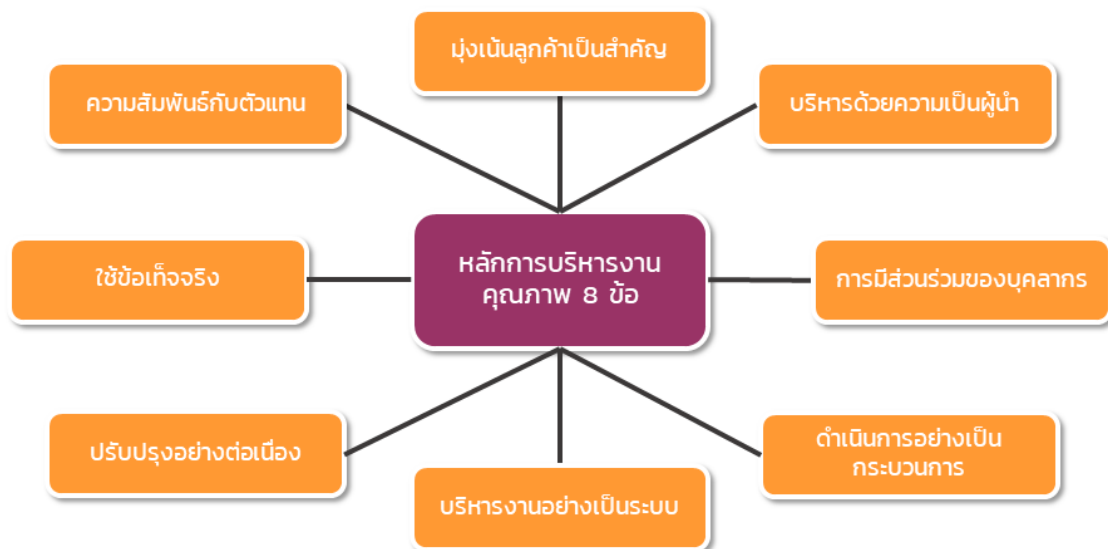 มุ่งเน้นลูกค้าเป็นสำคัญ
ความสัมพันธ์กับตัวแทน
บริหารด้วยความเป็นผู้นำ
หลักการบริหารงาน
คุณภาพ 8 ข้อ
ใช้ข้อเท็จจริง
การมีส่วนร่วมของบุคลากร
ปรับปรุงอย่างต่อเนื่อง
ดำเนินการอย่างเป็น
กระบวนการ
บริหารงานอย่างเป็นระบบ